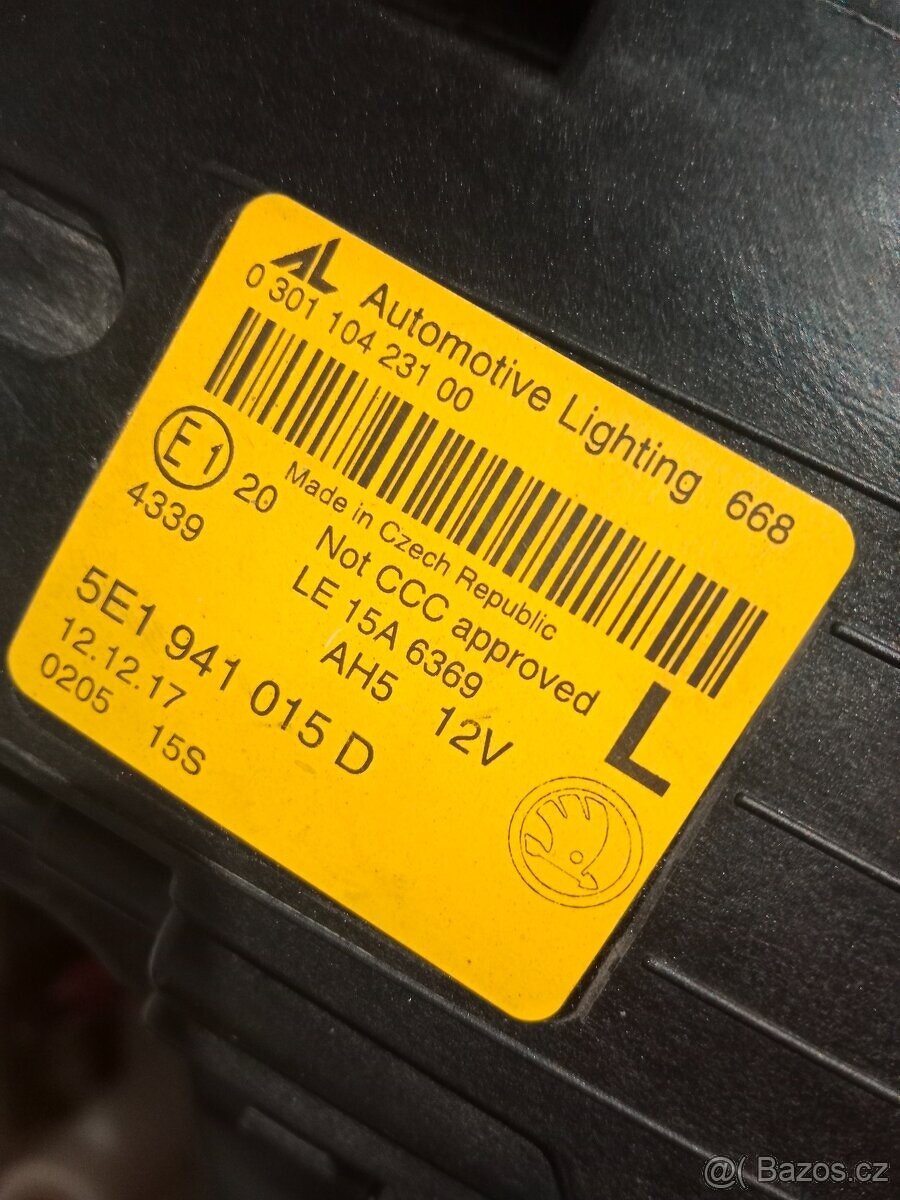 AL Automotive Lighting 668
0 301 104 231 00
E1 20 Made in Czech Republic
4339 Not CCC approved
LE 15A 6369
5E1 941 015 D AH5 12V L
12.12.17
0205 15S
@( Bazos.cz